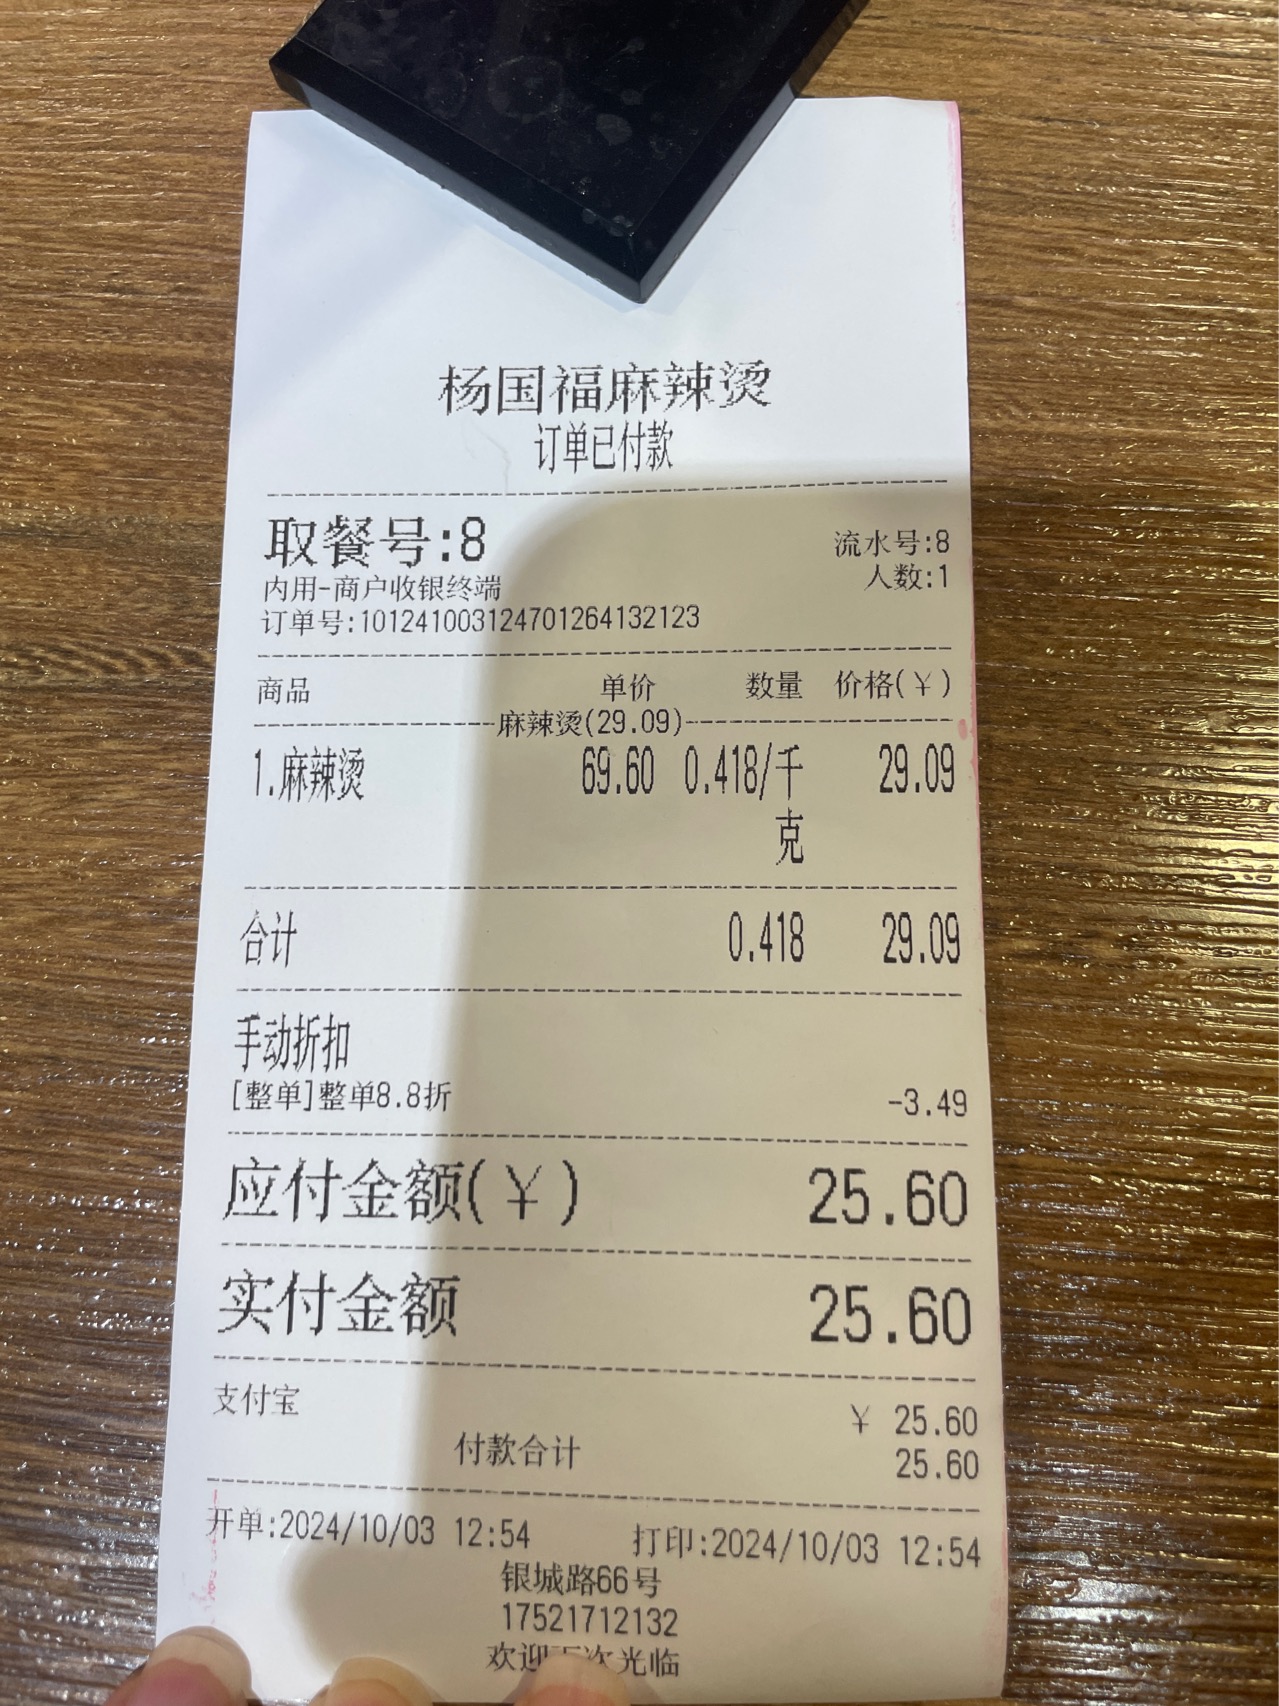 杨国福麻辣烫
订单已付款
取餐号:8
流水号:8
内用-商户收银终端
人数:1
订单号:101241003124701264132123
商品 单价 数量 价格(￥)
麻辣烫(29.09)
1.麻辣烫 69.60 0.418/千克 29.09
合计 0.418 29.09
手动折扣
[整单]整单8.8折 -3.49
应付金额(￥) 25.60
实付金额 25.60
支付宝 ￥ 25.60
付款合计 25.60
开单:2024/10/03 12:54 打印:2024/10/03 12:54
银城路66号
17521712132
欢迎下次光临